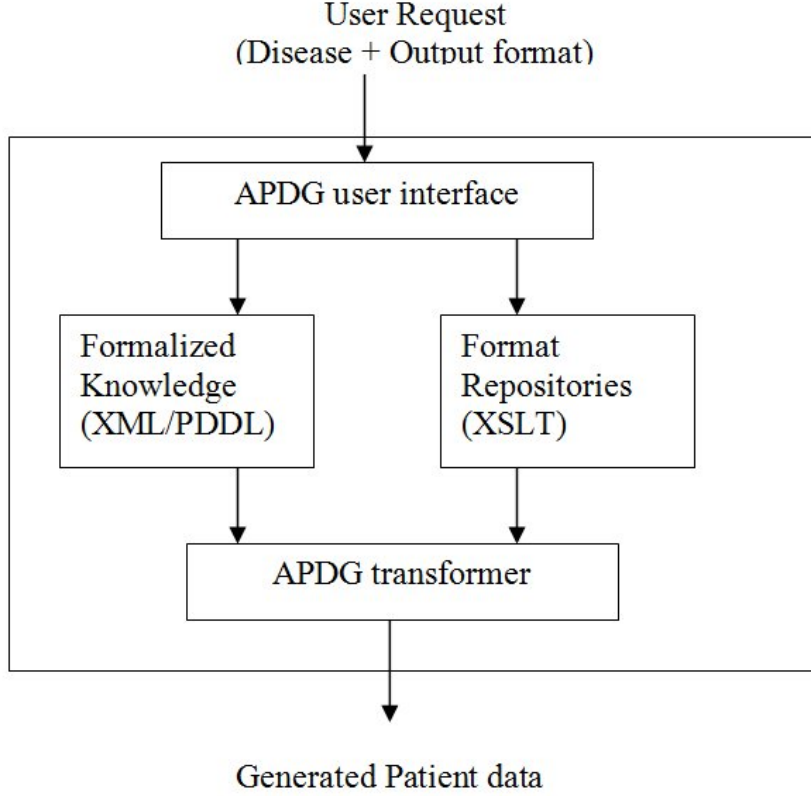 User Request
(Disease + Output format)
APDG user interface
Formalized
Knowledge
(XML/PDDL)
Format
Repositories
(XSLT)
APDG transformer
Generated Patient data